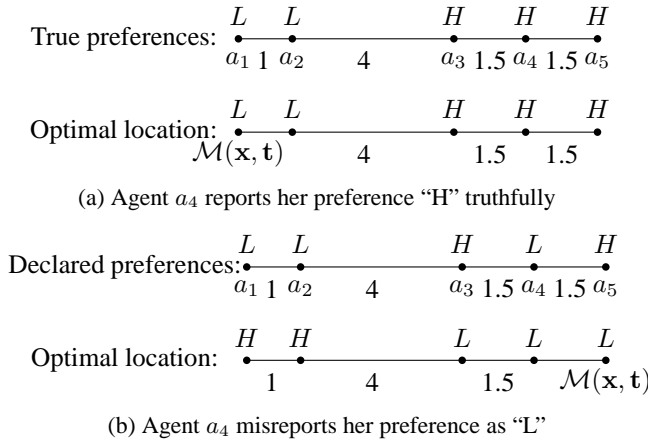 L L H H H
True preferences:
a₁ 1 a₂ 4 a₃ 1.5 a₄ 1.5 a₅
L L H H H
Optimal location:
ℳ(𝐱, 𝐭) 4 1.5 1.5
(a) Agent a₄ reports her preference “H” truthfully
L L H L H
Declared preferences:
a₁ 1 a₂ 4 a₃ 1.5 a₄ 1.5 a₅
H H L L L
Optimal location:
1 4 1.5 ℳ(𝐱, 𝐭)
(b) Agent a₄ misreports her preference as “L”